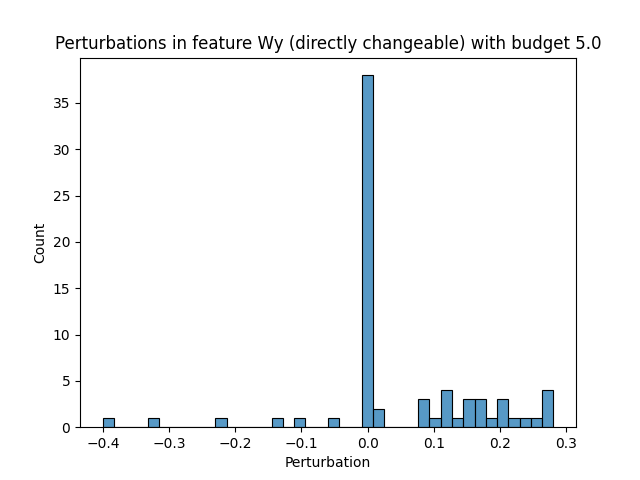 Perturbations in feature Wy (directly changeable) with budget 5.0
35
30
25
20
15
10
5
0
Count
−0.4 −0.3 −0.2 −0.1 0.0 0.1 0.2 0.3
Perturbation